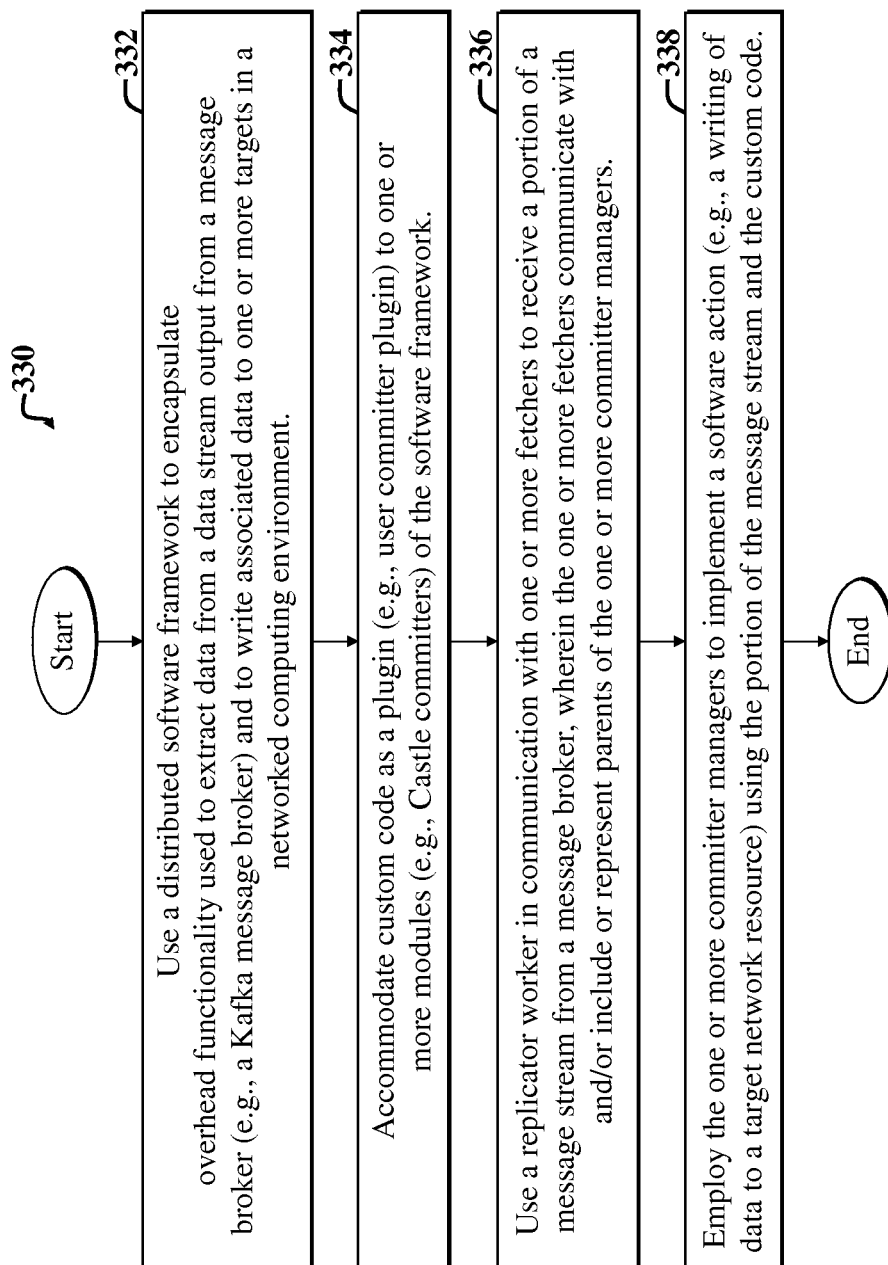 330
Start
332
Use a distributed software framework to encapsulate
overhead functionality used to extract data from a data stream output from a message
broker (e.g., a Kafka message broker) and to write associated data to one or more targets in a
networked computing environment.
334
Accommodate custom code as a plugin (e.g., user committer plugin) to one or
more modules (e.g., Castle committers) of the software framework.
336
Use a replicator worker in communication with one or more fetchers to receive a portion of a
message stream from a message broker, wherein the one or more fetchers communicate with
and/or include or represent parents of the one or more committer managers.
338
Employ the one or more committer managers to implement a software action (e.g., a writing of
data to a target network resource) using the portion of the message stream and the custom code.
End